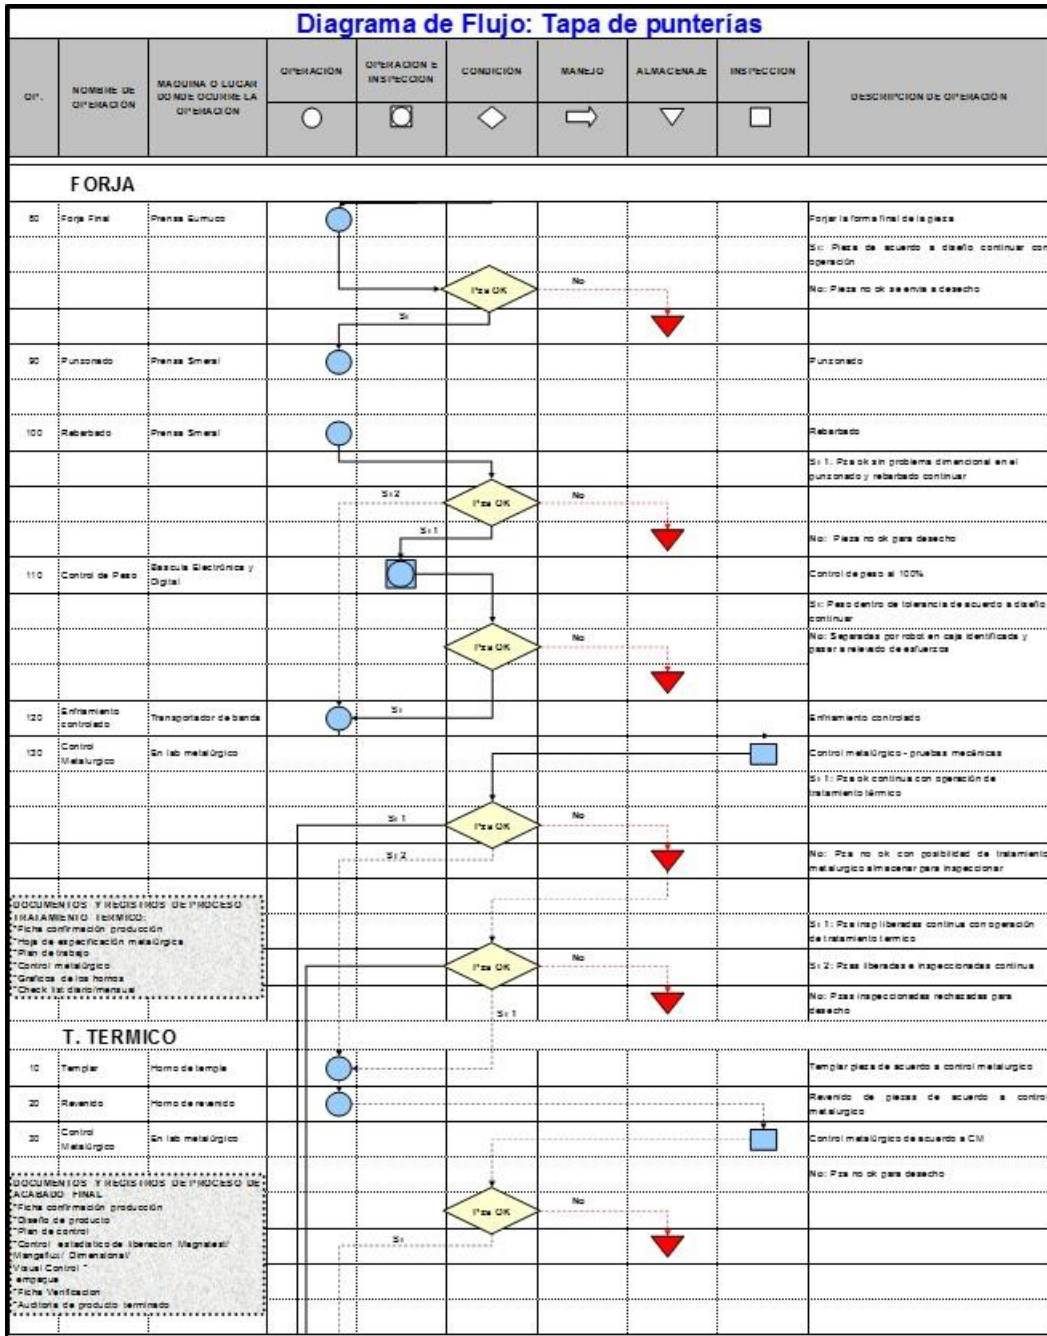 Diagrama de Flujo: Tapa de punterías
OP.
NOMBRE DE
OPERACIÓN
MAQUINA O LUGAR
DONDE OCURRE LA
OPERACIÓN
OPERACIÓN
OPERACIÓN E
INSPECCIÓN
CONDICIÓN
MANEJO
ALMACENAJE
INSPECCION
DESCRIPCION DE OPERACIÓN
FORJA
80 Forja Final Prensa Eumuco Forjar la forma final de la pieza
Si: Pieza de acuerdo a diseño continuar con
operación
Pza OK No No: Pieza no ok se envia a desecho
Si
90 Punzonado Prensa Smeral Punzonado
100 Rebarbado Prensa Smeral Rebarbado
Si 1: Pza ok sin problema dimencional en el
punzonado y rebarbado continuar
Si 2 Pza OK No
Si 1 No: Pieza no ok para desecho
110 Control de Peso Bascula Electrónica y
Digital
Control de peso al 100%
Si: Peso dentro de tolerancia de acuerdo a diseño
continuar
Pza OK No No: Separadas por robot en caja identificada y
pasar a relevado de esfuerzos
Si
120 Enfriamiento
controlado
Transportador de banda Enfriamiento controlado
130 Control
Metalurgico
En lab metalúrgico Control metalúrgico - pruebas mecánicas
Si 1: Pza ok continua con operación de
tratamiento térmico
Si 1 Pza OK No
Si 2 No: Pza no ok con posibilidad de tratamiento
metalurgico almacenar para inspeccionar
DOCUMENTOS Y REGISTROS DE PROCESO
TRATAMIENTO TERMICO:
*Ficha confirmación producción
*Hoja de especificación metalúrgica
*Plan de trabajo
*Control metalúrgico
*Graficos de los hornos
*Check list diario/mensual
Si 1: Pza insp liberadas continua con operación
de tratamiento termico
Pza OK No Si 2: Pzas liberadas e inspeccionadas continua
Si 1 No: Pzas inspeccionadas rechazadas para
desecho
T. TERMICO
10 Templar Horno de temple Templar pieza de acuerdo a control metalurgico
20 Revenido Horno de revenido Revenido de piezas de acuerdo a control
metalurgico
30 Control
Metalúrgico
En lab metalúrgico Control metalúrgico de acuerdo a CM
No: Pza no ok para desecho
DOCUMENTOS Y REGISTROS DE PROCESO DE
ACABADO FINAL
*Ficha confirmación producción
*Diseño de producto
*Plan de control
*Control estadistico de liberacion Magnatest/
Mangaflux/ Dimensional/
Visual Control "
empaque
*Ficha Verificacion
*Auditoria de producto terminado
Pza OK No
Si